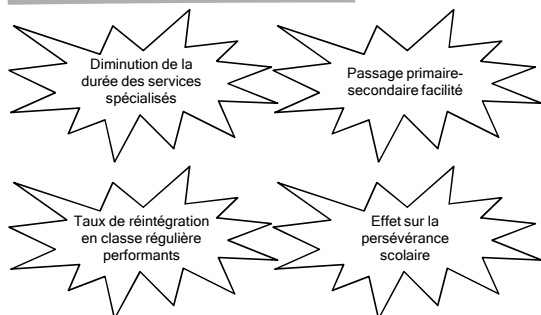 Diminution de la
durée des services
spécialisés
Passage primaire-
secondaire facilité
Taux de réintégration
en classe régulière
performants
Effet sur la
persévérance
scolaire